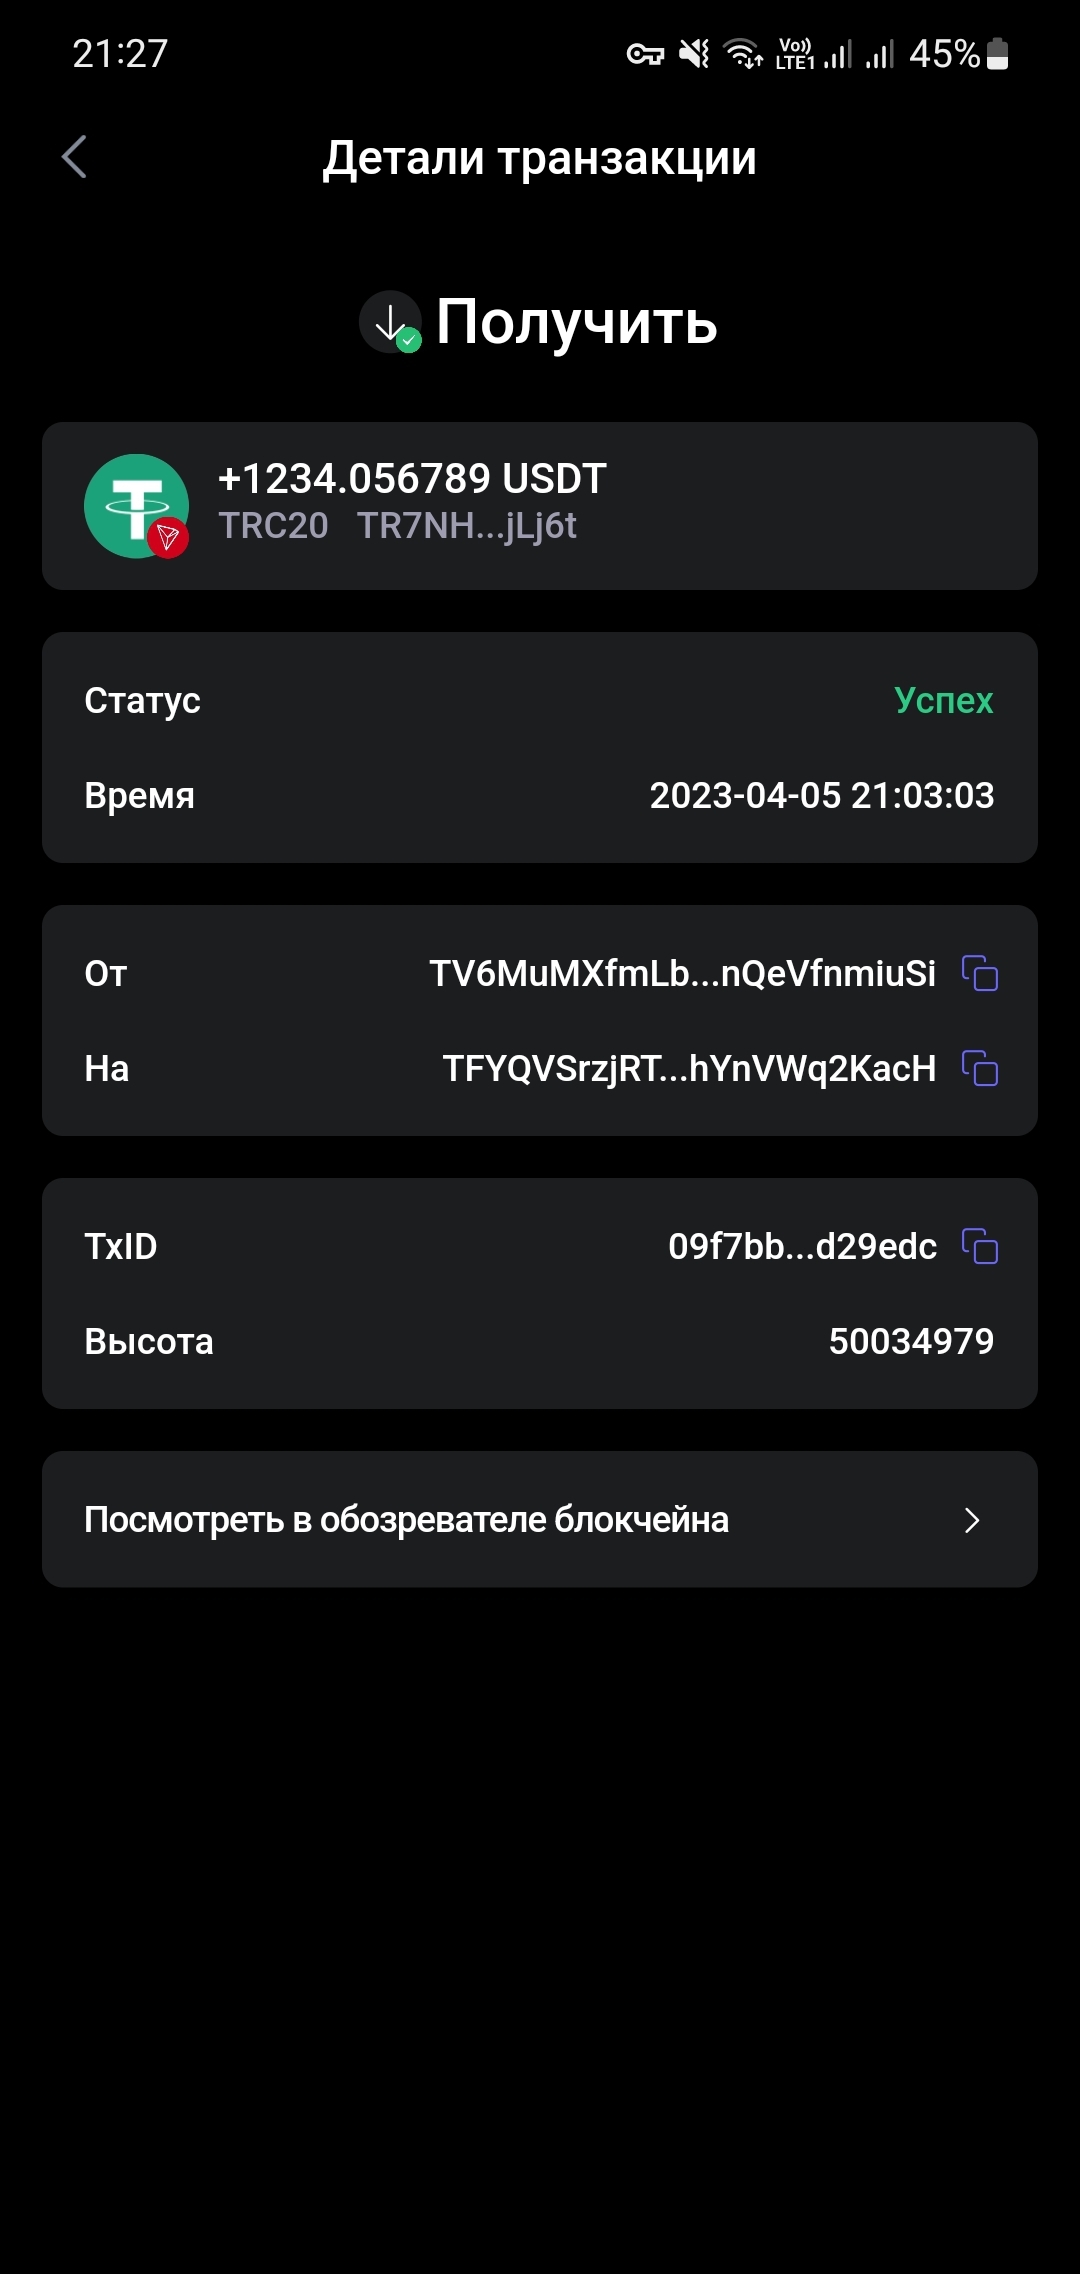 21:27 Vo)) LTE1 45%
Детали транзакции
Получить
+1234.056789 USDT
TRC20 TR7NH...jLj6t
Статус Успех
Время 2023-04-05 21:03:03
От TV6MuMXfmLb...nQeVfnmiuSi
На TFYQVSrzjRT...hYnVWq2KacH
TxID 09f7bb...d29edc
Высота 50034979
Посмотреть в обозревателе блокчейна